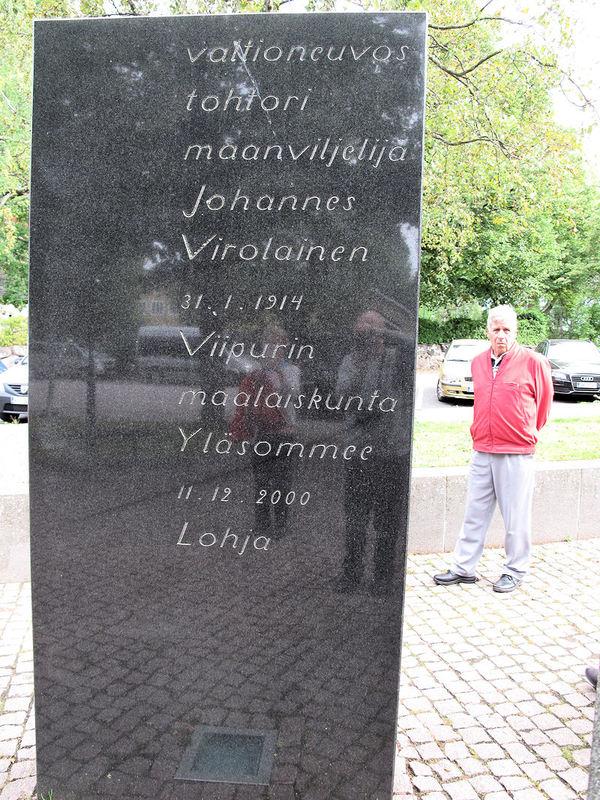 valtioneuvos
tohtori
maanviljelijä
Johannes
Virolainen
31.1.1914
Viipurin
maalaiskunta
Yläsommee
11.12.2000
Lohja